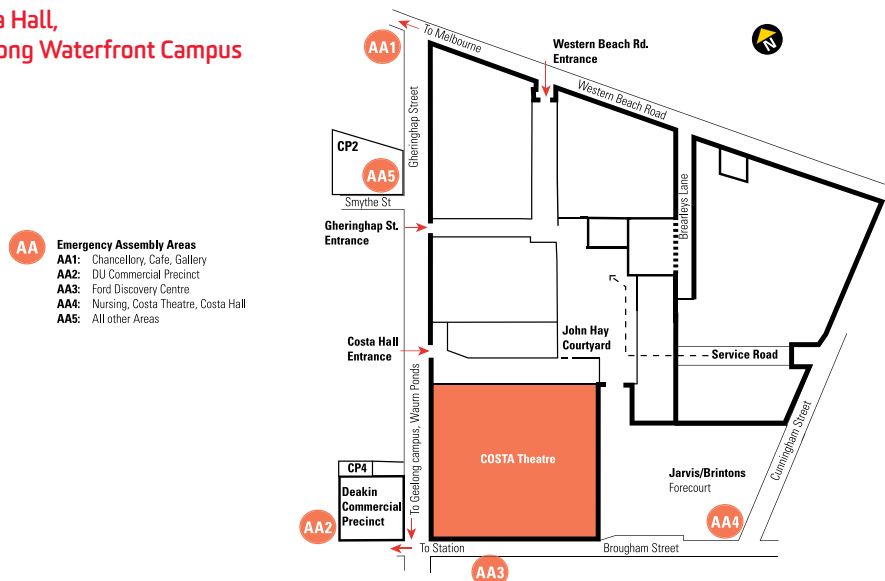 a Hall,
ong Waterfront Campus
AA1
To Melbourne
Western Beach Rd.
Entrance
N
Western Beach Road
Gheringhap Street
CP2
AA5
Smythe St
Brearleys Lane
Gheringhap St.
Entrance
AA
Emergency Assembly Areas
AA1: Chancellory, Cafe, Gallery
AA2: DU Commercial Precinct
AA3: Ford Discovery Centre
AA4: Nursing, Costa Theatre, Costa Hall
AA5: All other Areas
Costa Hall
Entrance
John Hay
Courtyard
Service Road
To Geelong campus, Waurn Ponds
Cunningham Street
COSTA Theatre
CP4
Deakin
Commercial
Precinct
Jarvis/Brintons
Forecourt
AA2
AA4
To Station
Brougham Street
AA3